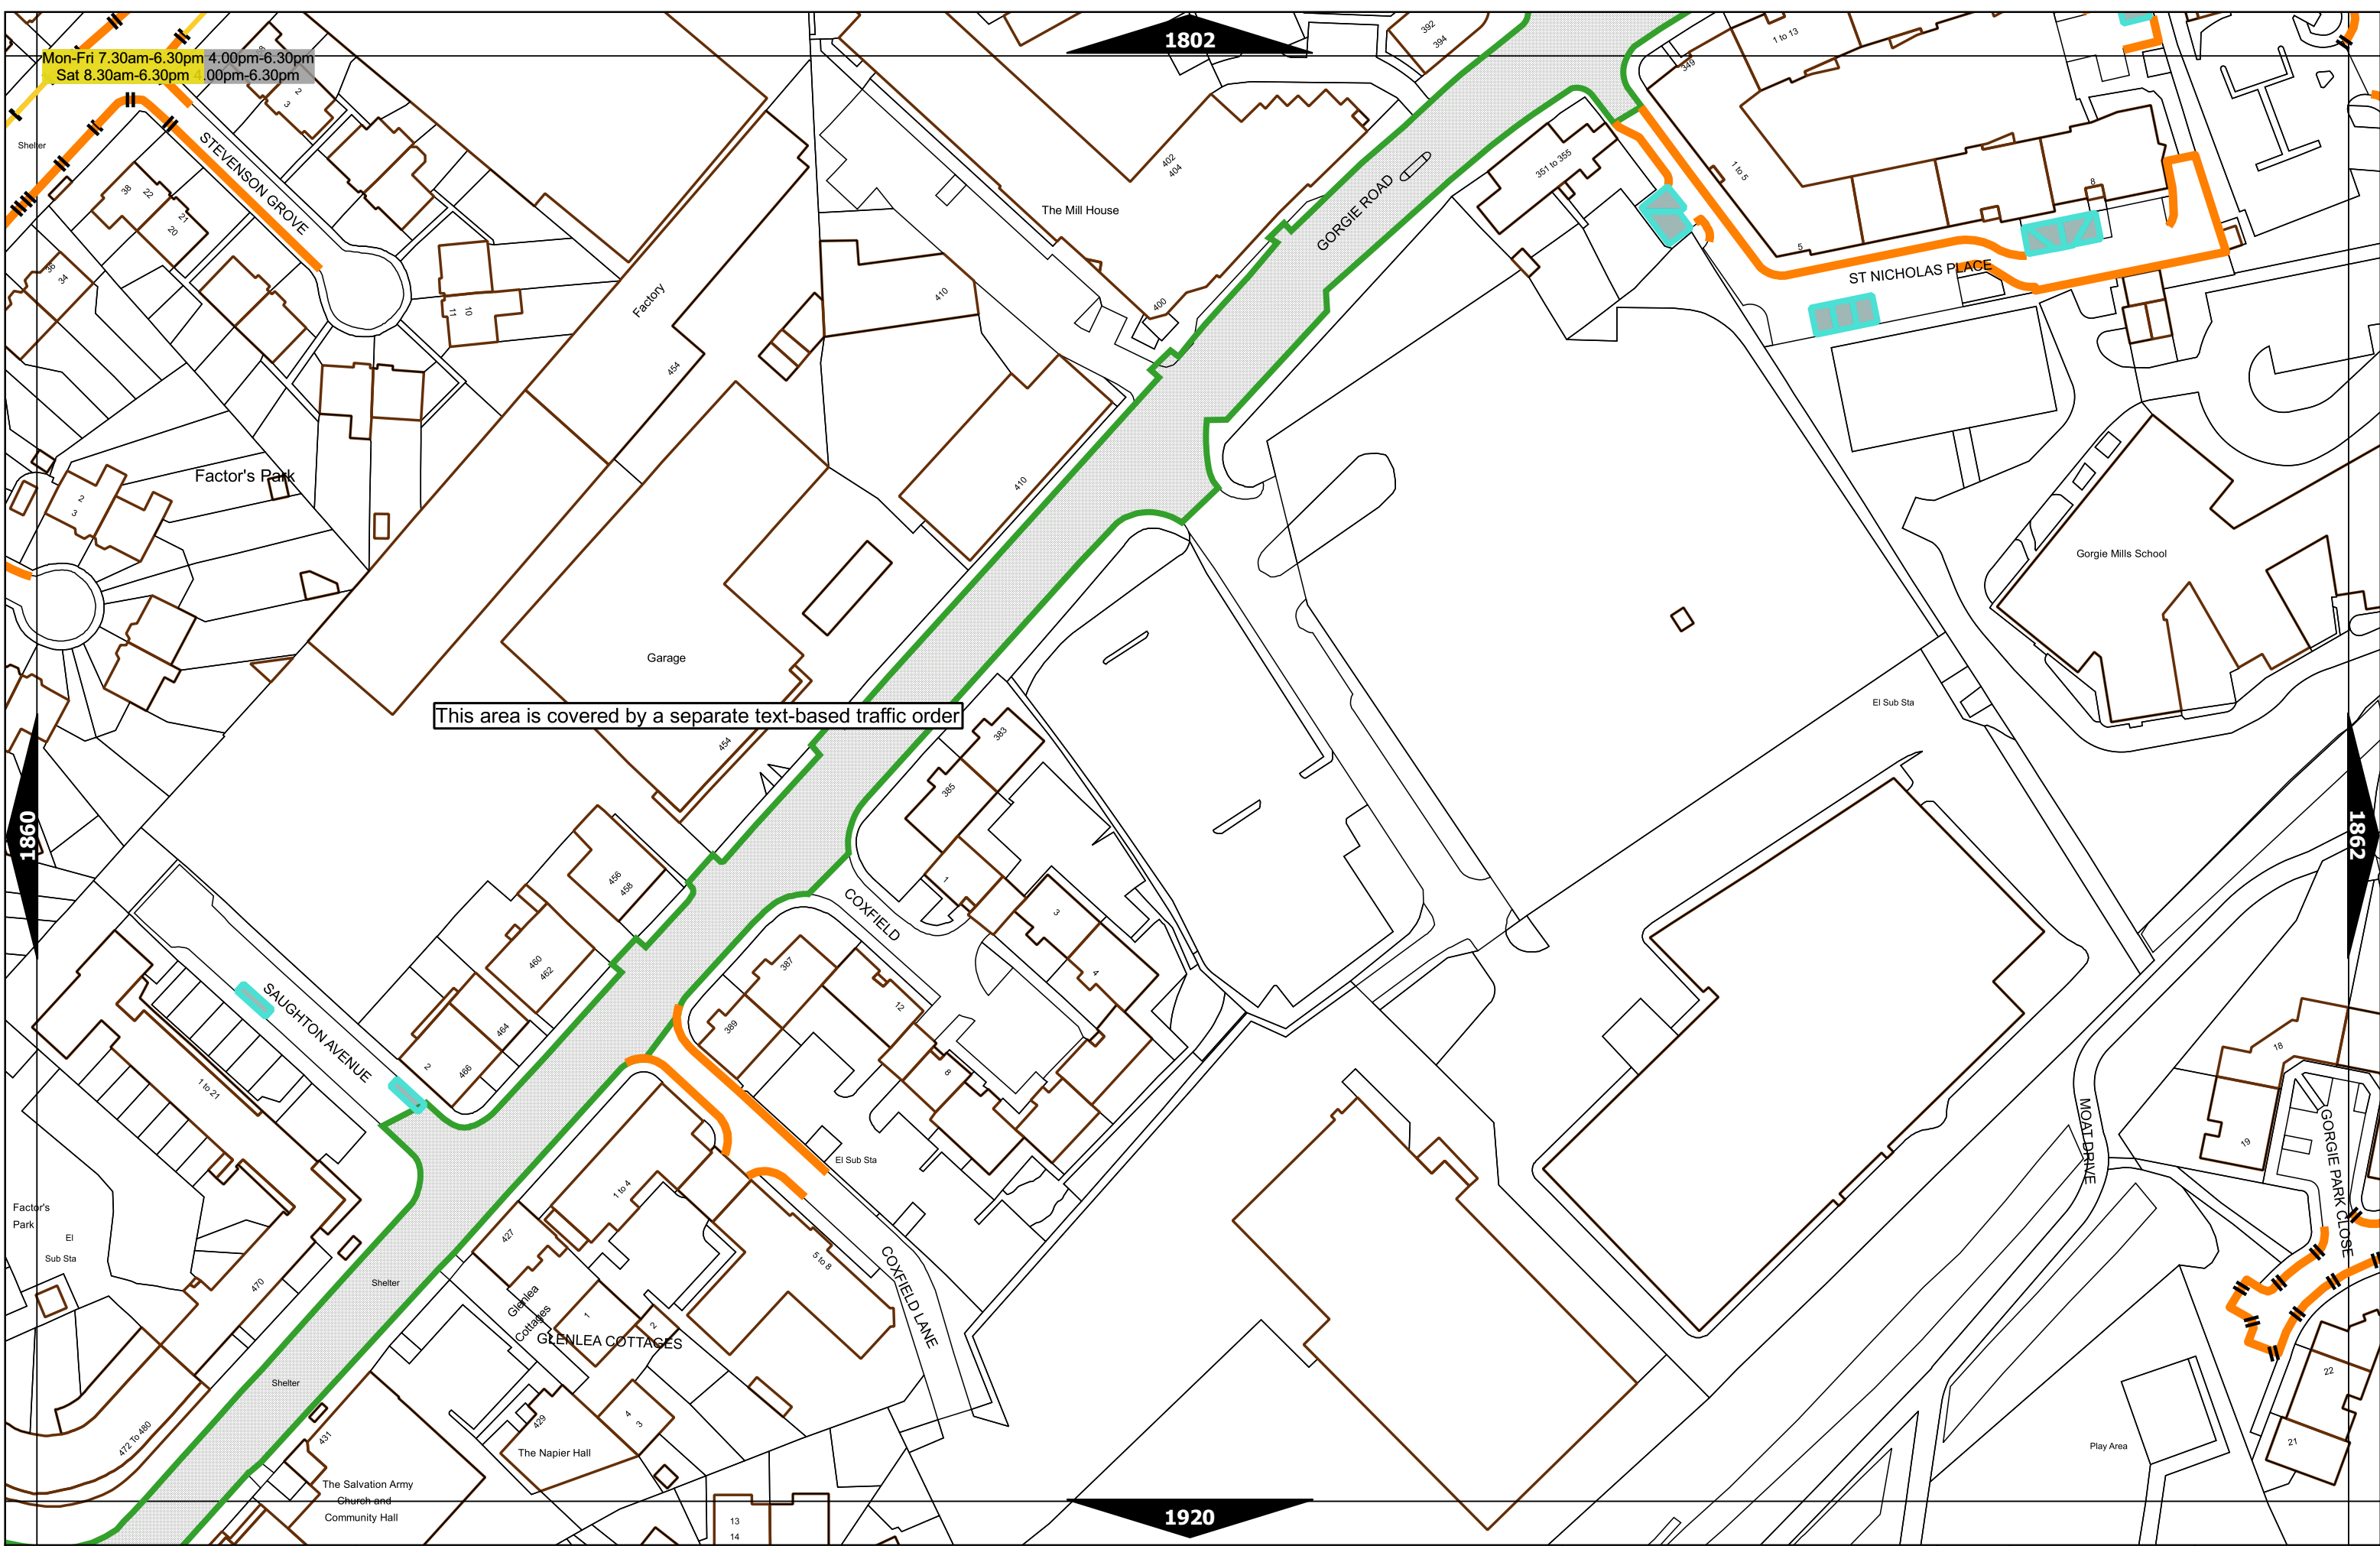 1802
Mon-Fri 7.30am-6.30pm 4.00pm-6.30pm
Sat 8.30am-6.30pm 4.00pm-6.30pm
392
394
1 to 13
349
2
3
Shelter
STEVENSON GROVE
38
22
21
20
36
34
11
10
Factory
454
410
The Mill House
402
404
400
GORGIE ROAD
351 to 355
1 to 5
8
5
ST NICHOLAS PLACE
Factor's Park
2
3
410
Gorgie Mills School
Garage
This area is covered by a separate text-based traffic order
454
383
385
El Sub Sta
1860
1862
456
458
1
COXFIELD
3
4
460
462
464
466
2
387
389
12
8
SAUGHTON AVENUE
1 to 21
El Sub Sta
1 to 4
427
5 to 8
COXFIELD LANE
Factor's
Park
El
Sub Sta
470
Shelter
Shelter
Glenlea
Cottages
1
2
GLENLEA COTTAGES
4
3
429
The Napier Hall
472 To 480
431
The Salvation Army
Church and
Community Hall
13
14
1920
MOAT DRIVE
18
19
GORGIE PARK CLOSE
22
21
Play Area